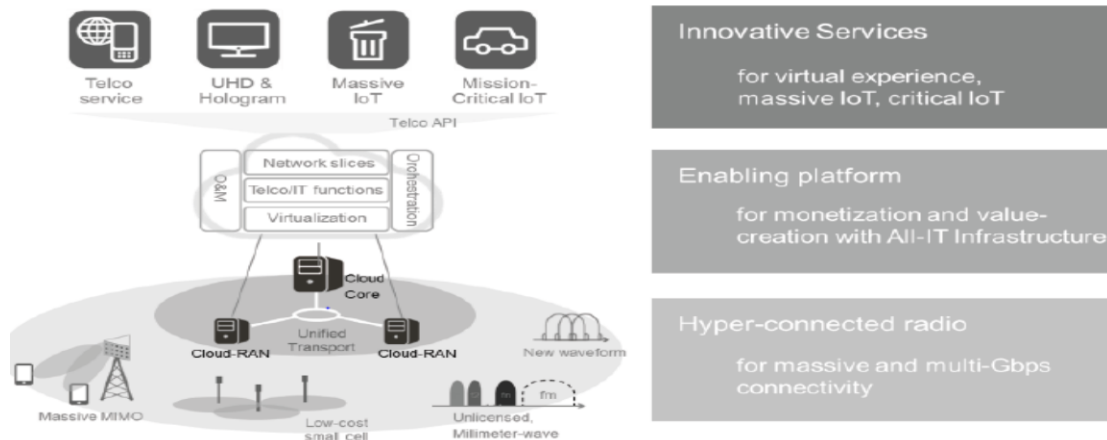 Telco service
UHD & Hologram
Massive IoT
Mission-Critical IoT
Telco API
O&M
Network slices
Telco/IT functions
Virtualization
Orchestration
Cloud Core
Cloud-RAN
Unified Transport
Cloud-RAN
New waveform
Massive MIMO
Low-cost small cell
fm
Unlicensed, Millimeter-wave
Innovative Services
for virtual experience,
massive IoT, critical IoT
Enabling platform
for monetization and value-
creation with All-IT Infrastructure
Hyper-connected radio
for massive and multi-Gbps
connectivity